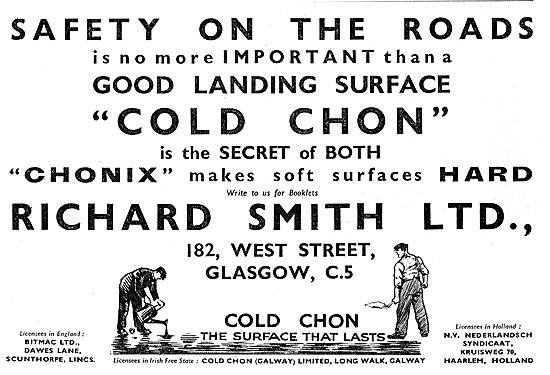 SAFETY ON THE ROADS
is no more IMPORTANT than a
GOOD LANDING SURFACE
"COLD CHON"
is the SECRET of BOTH
"CHONIX" makes soft surfaces HARD
Write to us for Booklets
RICHARD SMITH LTD.,
182, WEST STREET,
GLASGOW, C.5
COLD CHON
THE SURFACE THAT LASTS
Licensees in England:
BITMAC LTD.,
DAWES LANE,
SCUNTHORPE, LINCS.
Licensees in Irish Free State: COLD CHON (GALWAY) LIMITED, LONG WALK, GALWAY
Licensees in Holland:
N.V. NEDERLANDSCH
SYNDICAAT,
KRUISWEG 70,
HAARLEM, HOLLAND